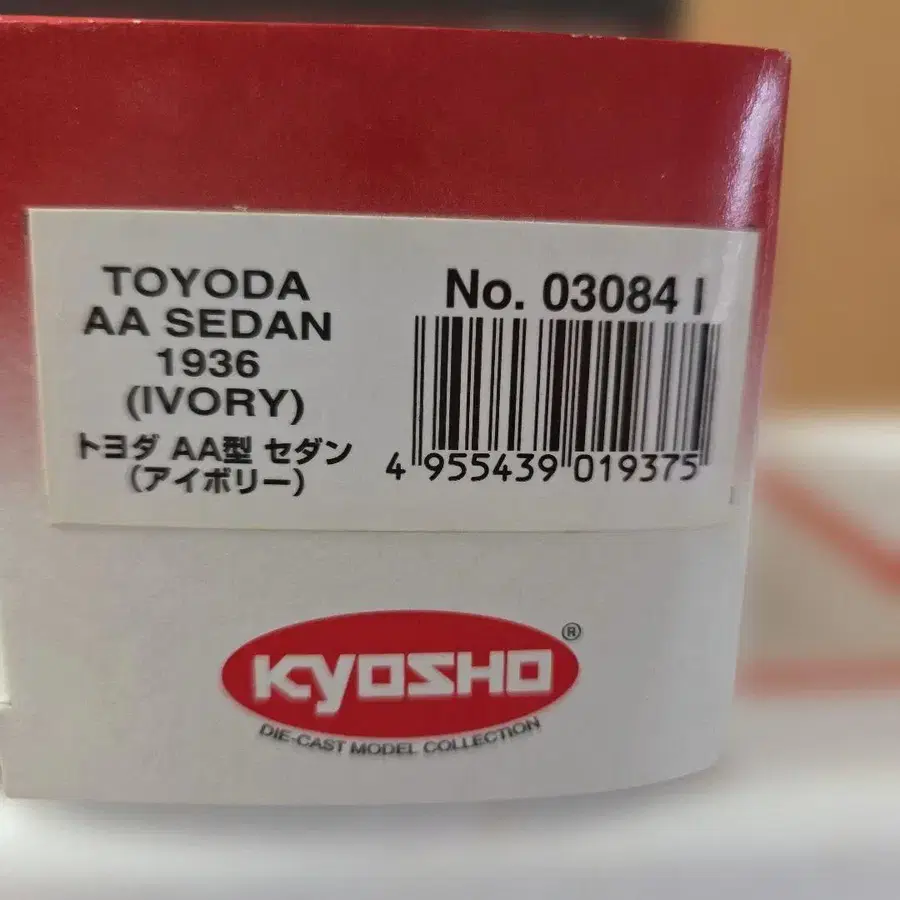 TOYODA
AA SEDAN
1936
(IVORY)
トヨダ AA型 セダン
(アイボリー)
No. 03084 I
4 955439 019375
KYOSHO ®
DIE-CAST MODEL COLLECTION